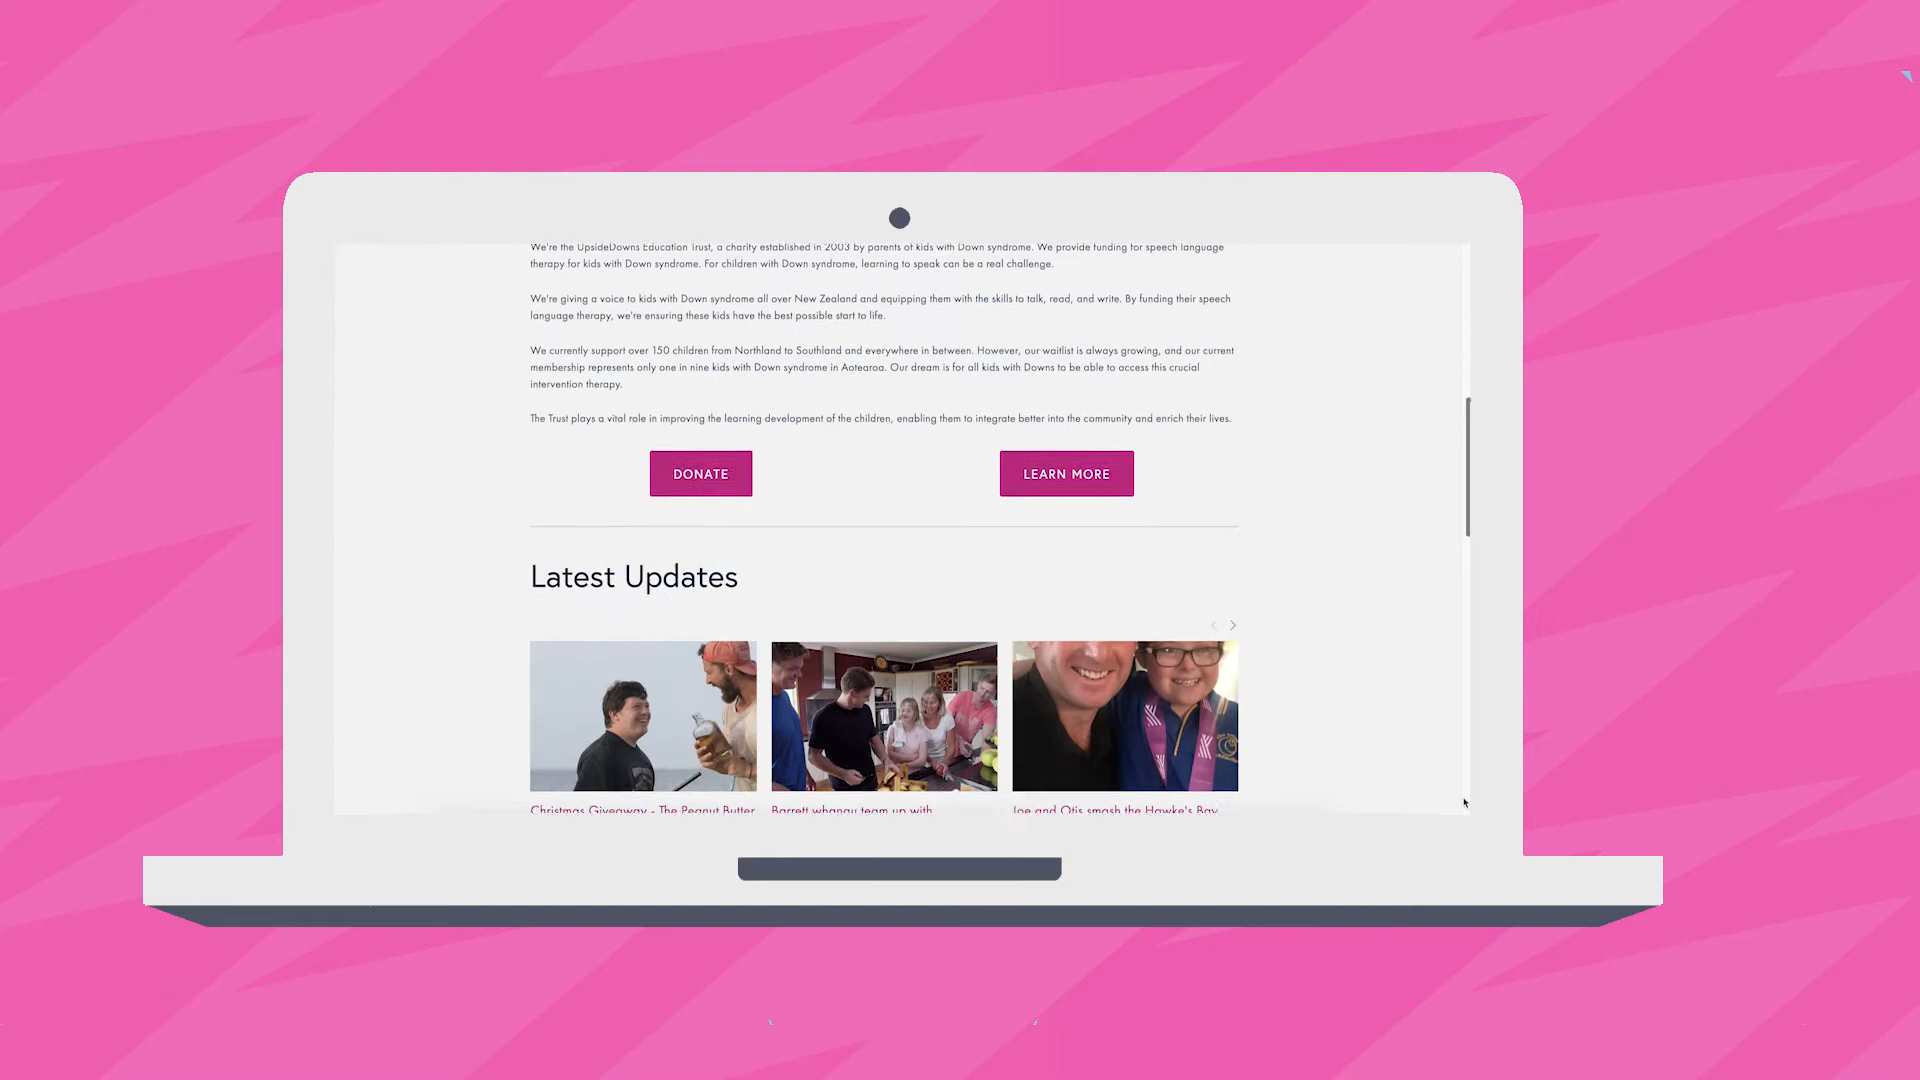 We're the UpsideDowns Education Trust, a charity established in 2003 by parents of kids with Down syndrome. We provide funding for speech language
therapy for kids with Down syndrome. For children with Down syndrome, learning to speak can be a real challenge.
We're giving a voice to kids with Down syndrome all over New Zealand and equipping them with the skills to talk, read, and write. By funding their speech
language therapy, we're ensuring these kids have the best possible start to life.
We currently support over 150 children from Northland to Southland and everywhere in between. However, our waitlist is always growing, and our current
membership represents only one in nine kids with Down syndrome in Aotearoa. Our dream is for all kids with Downs to be able to access this crucial
intervention therapy.
The Trust plays a vital role in improving the learning development of the children, enabling them to integrate better into the community and enrich their lives.
DONATE
LEARN MORE
Latest Updates
Christmas Giveaway - The Peanut Butter
Barrett whanau team up with
Joe and Otis smash the Hawke's Bay